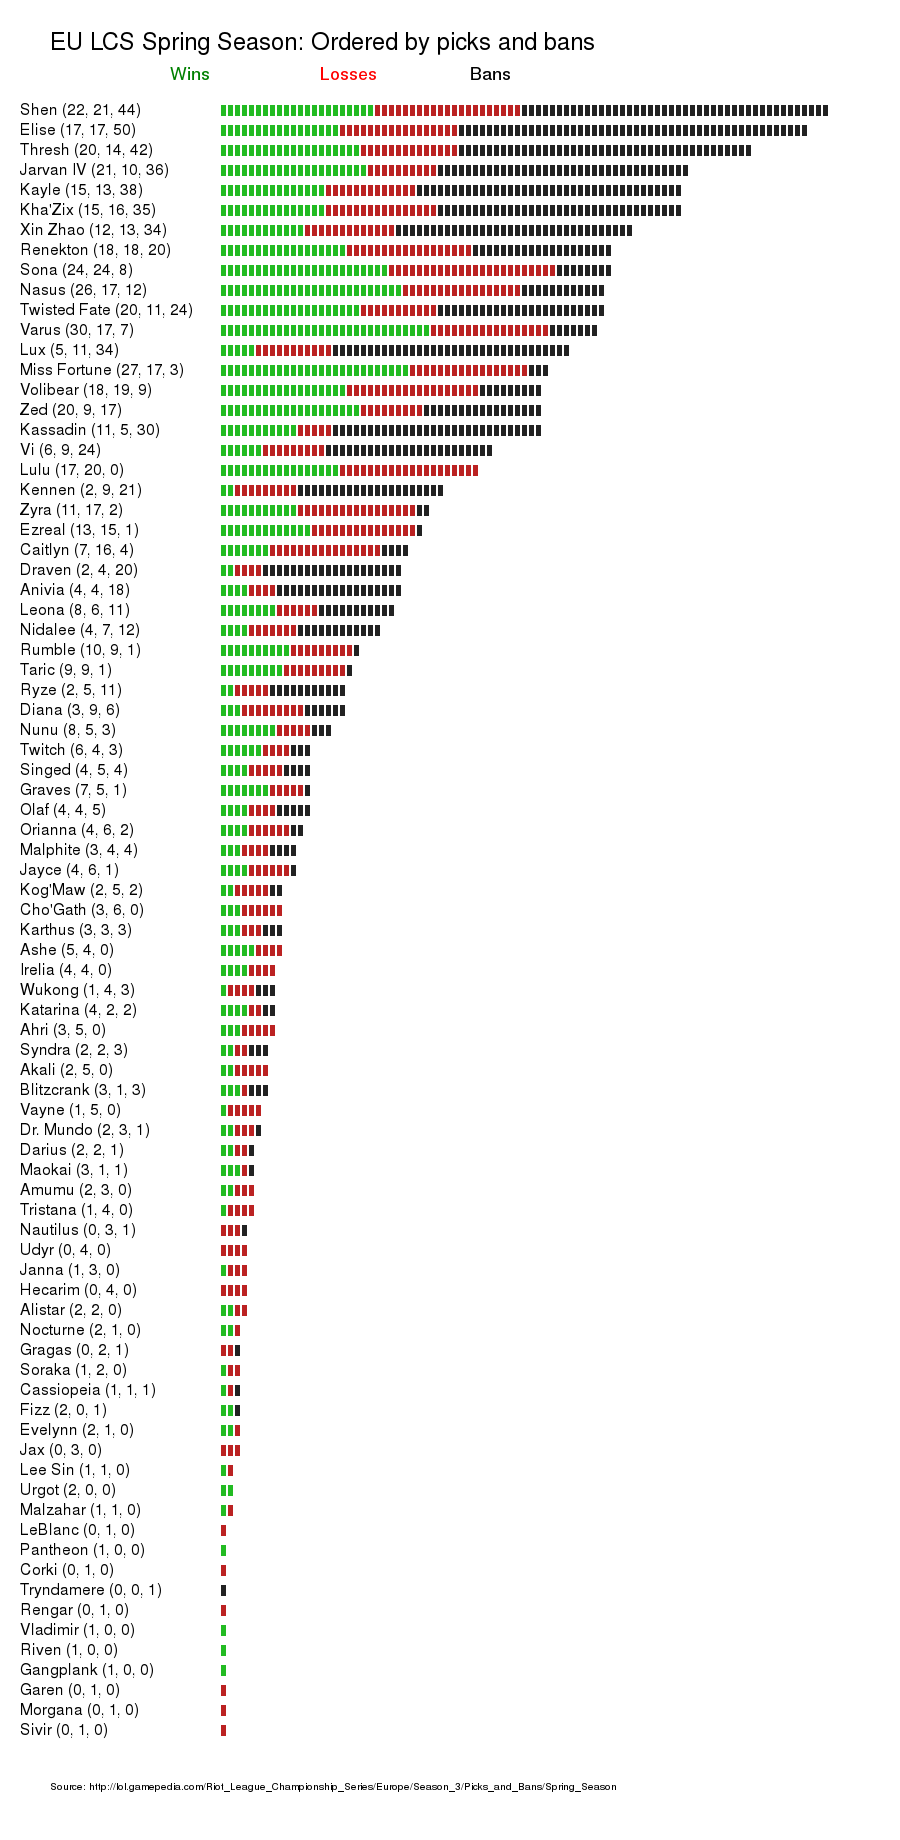 EU LCS Spring Season: Ordered by picks and bans
Wins Losses Bans
Shen (22, 21, 44)
Elise (17, 17, 50)
Thresh (20, 14, 42)
Jarvan IV (21, 10, 36)
Kayle (15, 13, 38)
Kha'Zix (15, 16, 35)
Xin Zhao (12, 13, 34)
Renekton (18, 18, 20)
Sona (24, 24, 8)
Nasus (26, 17, 12)
Twisted Fate (20, 11, 24)
Varus (30, 17, 7)
Lux (5, 11, 34)
Miss Fortune (27, 17, 3)
Volibear (18, 19, 9)
Zed (20, 9, 17)
Kassadin (11, 5, 30)
Vi (6, 9, 24)
Lulu (17, 20, 0)
Kennen (2, 9, 21)
Zyra (11, 17, 2)
Ezreal (13, 15, 1)
Caitlyn (7, 16, 4)
Draven (2, 4, 20)
Anivia (4, 4, 18)
Leona (8, 6, 11)
Nidalee (4, 7, 12)
Rumble (10, 9, 1)
Taric (9, 9, 1)
Ryze (2, 5, 11)
Diana (3, 9, 6)
Nunu (8, 5, 3)
Twitch (6, 4, 3)
Singed (4, 5, 4)
Graves (7, 5, 1)
Olaf (4, 4, 5)
Orianna (4, 6, 2)
Malphite (3, 4, 4)
Jayce (4, 6, 1)
Kog'Maw (2, 5, 2)
Cho'Gath (3, 6, 0)
Karthus (3, 3, 3)
Ashe (5, 4, 0)
Irelia (4, 4, 0)
Wukong (1, 4, 3)
Katarina (4, 2, 2)
Ahri (3, 5, 0)
Syndra (2, 2, 3)
Akali (2, 5, 0)
Blitzcrank (3, 1, 3)
Vayne (1, 5, 0)
Dr. Mundo (2, 3, 1)
Darius (2, 2, 1)
Maokai (3, 1, 1)
Amumu (2, 3, 0)
Tristana (1, 4, 0)
Nautilus (0, 3, 1)
Udyr (0, 4, 0)
Janna (1, 3, 0)
Hecarim (0, 4, 0)
Alistar (2, 2, 0)
Nocturne (2, 1, 0)
Gragas (0, 2, 1)
Soraka (1, 2, 0)
Cassiopeia (1, 1, 1)
Fizz (2, 0, 1)
Evelynn (2, 1, 0)
Jax (0, 3, 0)
Lee Sin (1, 1, 0)
Urgot (2, 0, 0)
Malzahar (1, 1, 0)
LeBlanc (0, 1, 0)
Pantheon (1, 0, 0)
Corki (0, 1, 0)
Tryndamere (0, 0, 1)
Rengar (0, 1, 0)
Vladimir (1, 0, 0)
Riven (1, 0, 0)
Gangplank (1, 0, 0)
Garen (0, 1, 0)
Morgana (0, 1, 0)
Sivir (0, 1, 0)
Source: http://lol.gamepedia.com/Riot_League_Championship_Series/Europe/Season_3/Picks_and_Bans/Spring_Season